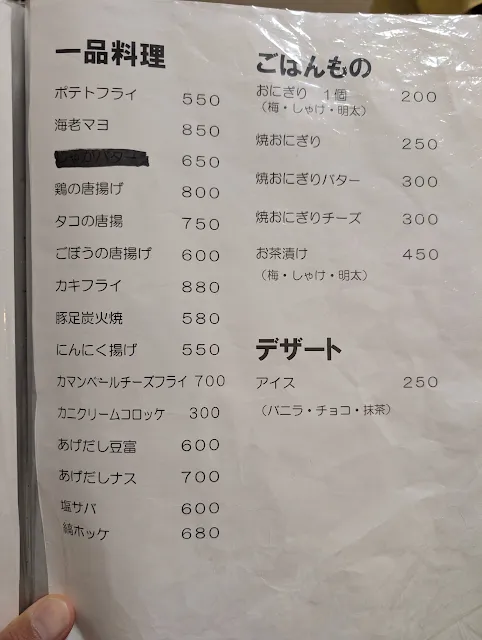 一品料理
ポテトフライ 550
海老マヨ 850
650
鶏の唐揚げ 800
タコの唐揚 750
ごぼうの唐揚げ 600
カキフライ 880
豚足炭火焼 580
にんにく揚げ 550
カマンベールチーズフライ 700
カニクリームコロッケ 300
あげだし豆富 600
あげだしナス 700
塩サバ 600
縞ホッケ 680
ごはんもの
おにぎり 1個 200
(梅・しゃけ・明太)
焼おにぎり 250
焼おにぎりバター 300
焼おにぎりチーズ 300
お茶漬け 450
(梅・しゃけ・明太)
デザート
アイス 250
(バニラ・チョコ・抹茶)